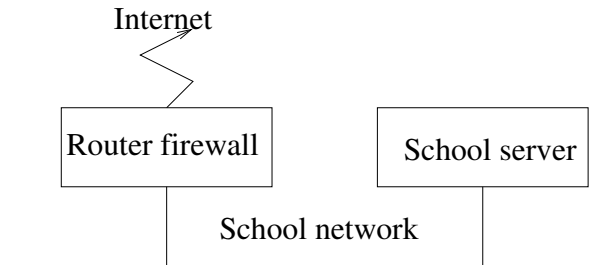 Internet
Router firewall
School server
School network